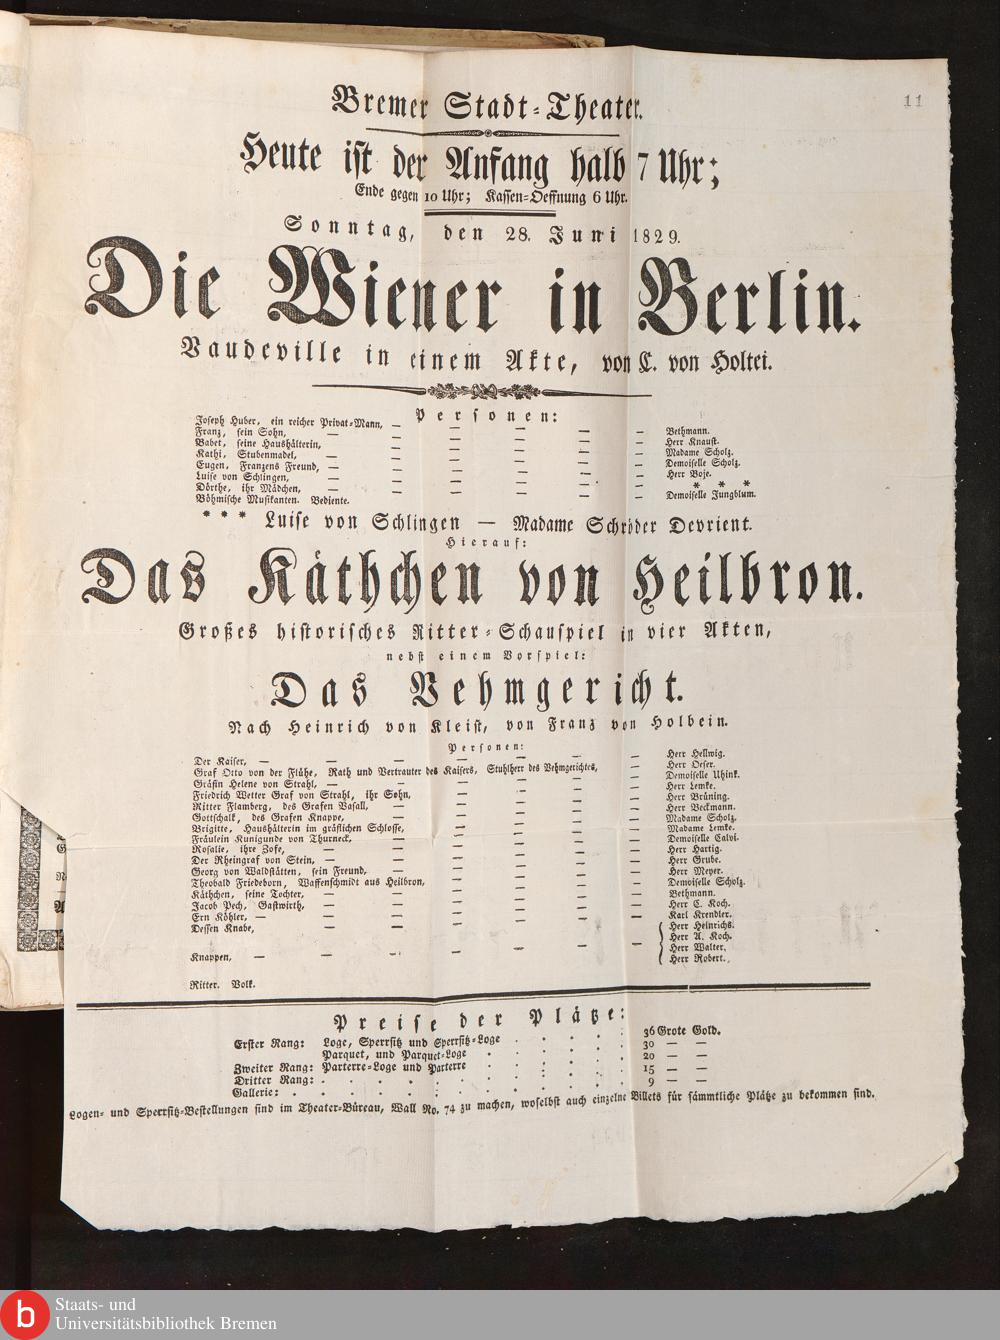 11
Bremer Stadt-Theater.
Heute ist der Anfang halb 7 Uhr;
Ende gegen 10 Uhr; Kassen-Oeffnung 6 Uhr.
Sonntag, den 28. Juni 1829.
Die Wiener in Berlin.
Vaudeville in einem Akte, von C. von Holtei.
Personen:
Joseph Huber, ein reicher Privat-Mann, — — — — — Bethmann.
Franz, sein Sohn, — — — — — Herr Knaust.
Babet, seine Haushälterin, — — — — Madame Scholz.
Kathi, Stubenmadel, — — — — — Demoiselle Scholz.
Eugen, Franzens Freund, — — — — — Herr Boje.
Luise von Schlingen, — — — — — * * *
Dörthe, ihr Mädchen, — — — — — Demoiselle Jungblum.
Böhmische Musikanten. Bediente.
* * * Luise von Schlingen — Madame Schröder Devrient.
Hierauf:
Das Käthchen von Heilbron.
Großes historisches Ritter-Schauspiel in vier Akten,
nebst einem Vorspiel:
Das Vehmgericht.
Nach Heinrich von Kleist, von Franz von Holbein.
Personen:
Der Kaiser, — — — — — — Herr Hellwig.
Graf Otto von der Flühe, Rath und Vertrauter des Kaisers, Stuhlherr des Vehmgerichtes, — Herr Oeser.
Gräfin Helene von Strahl, — — — — — Demoiselle Uhink.
Friedrich Wetter Graf von Strahl, ihr Sohn, — — — — Herr Lemke.
Ritter Flamberg, des Grafen Vasall, — — — — — Herr Brüning.
Gottschalk, des Grafen Knappe, — — — — — Herr Beckmann.
Brigitte, Haushälterin im gräflichen Schlosse, — — — — Madame Scholz.
Fräulein Kunigunde von Thurneck, — — — — — Madame Lemke.
Rosalie, ihre Zofe, — — — — — — Demoiselle Calvi.
Der Rheingraf von Stein, — — — — — Herr Hartig.
Georg von Waldstätten, sein Freund, — — — — — Herr Grube.
Theobald Friedeborn, Waffenschmidt aus Heilbron, — — — — Herr Meyer.
Käthchen, seine Tochter, — — — — — — Demoiselle Scholz.
Jacob Pech, Gastwirth, — — — — — — Bethmann.
Ern Köhler, — — — — — — Herr C. Koch.
Dessen Knabe, — — — — — — Karl Krendler.
Knappen, — — — — — — Herr Heinrichs.
Herr A. Koch.
Herr Walter.
Herr Robert.
Ritter. Volk.
Preise der Plätze:
Erster Rang: Loge, Sperrsitz und Sperrsitz-Loge . . . . . 36 Grote Gold.
Parquet, und Parquet-Loge . . . . . . 30 — —
Zweiter Rang: Parterre-Loge und Parterre . . . . . . 20 — —
Dritter Rang: . . . . . . . . . . . 15 — —
Gallerie: . . . . . . . . . . . . 9 — —
Logen- und Sperrsitz-Bestellungen sind im Theater-Büreau, Wall No. 74 zu machen, woselbst auch einzelne Billets für sämmtliche Plätze zu bekommen sind.
b Staats- und
Universitätsbibliothek Bremen